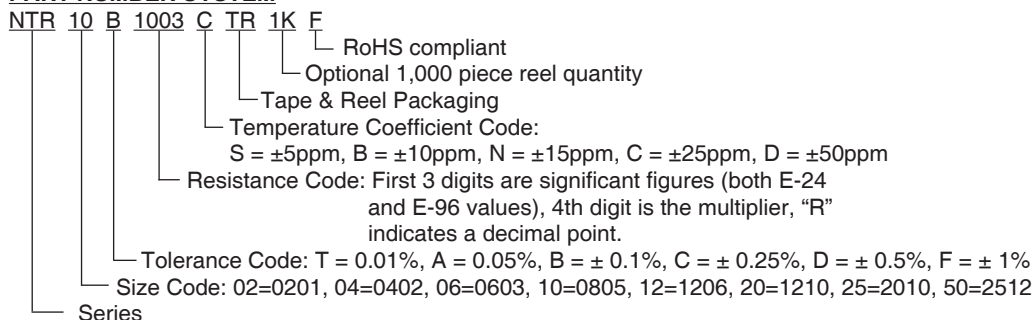 NTR 10 B 1003 C TR 1K F
RoHS compliant
Optional 1,000 piece reel quantity
Tape & Reel Packaging
Temperature Coefficient Code:
S = ±5ppm, B = ±10ppm, N = ±15ppm, C = ±25ppm, D = ±50ppm
Resistance Code: First 3 digits are significant figures (both E-24
and E-96 values), 4th digit is the multiplier, “R”
indicates a decimal point.
Tolerance Code: T = 0.01%, A = 0.05%, B = ± 0.1%, C = ± 0.25%, D = ± 0.5%, F = ± 1%
Size Code: 02=0201, 04=0402, 06=0603, 10=0805, 12=1206, 20=1210, 25=2010, 50=2512
Series